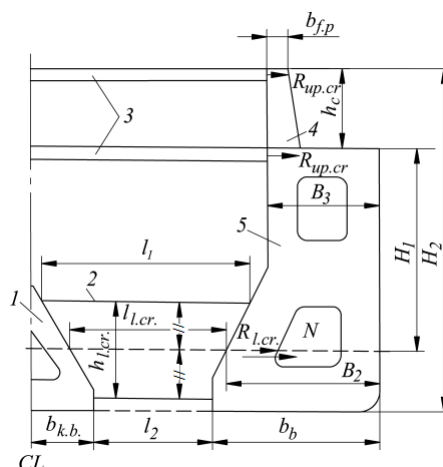 b_{f.p}
R_{up.cr}
h_c
3
4
R_{up.cr}
B_3
5
H_1
H_2
l_1
2
1
l_{l.cr.}
R_{l.cr.}
N
h_{l.cr.}
B_2
b_{k.b.}
l_2
b_b
CL